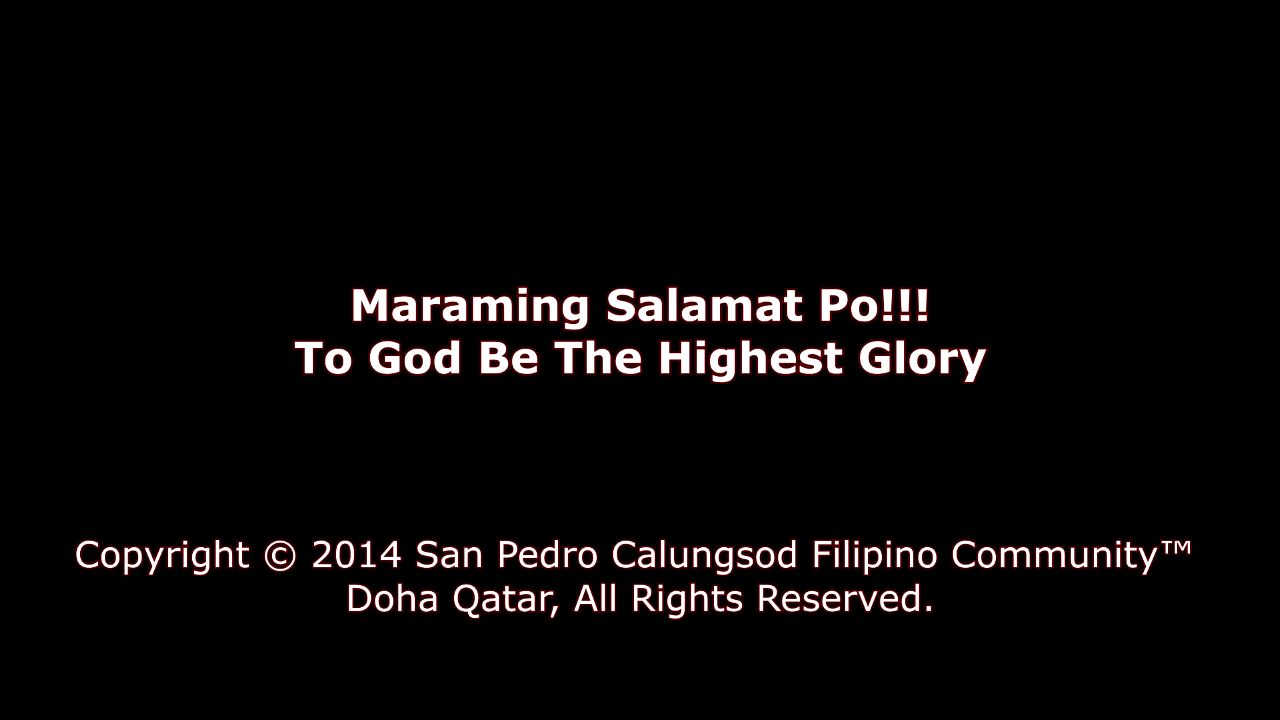 Maraming Salamat Po!!!
To God Be The Highest Glory
Copyright © 2014 San Pedro Calungsod Filipino Community™
Doha Qatar, All Rights Reserved.